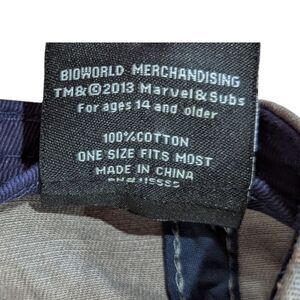 BIOWORLD MERCHANDISING
TM&©2013 Marvel&Subs
For ages 14 and older
100%COTTON
ONE SIZE FITS MOST
MADE IN CHINA